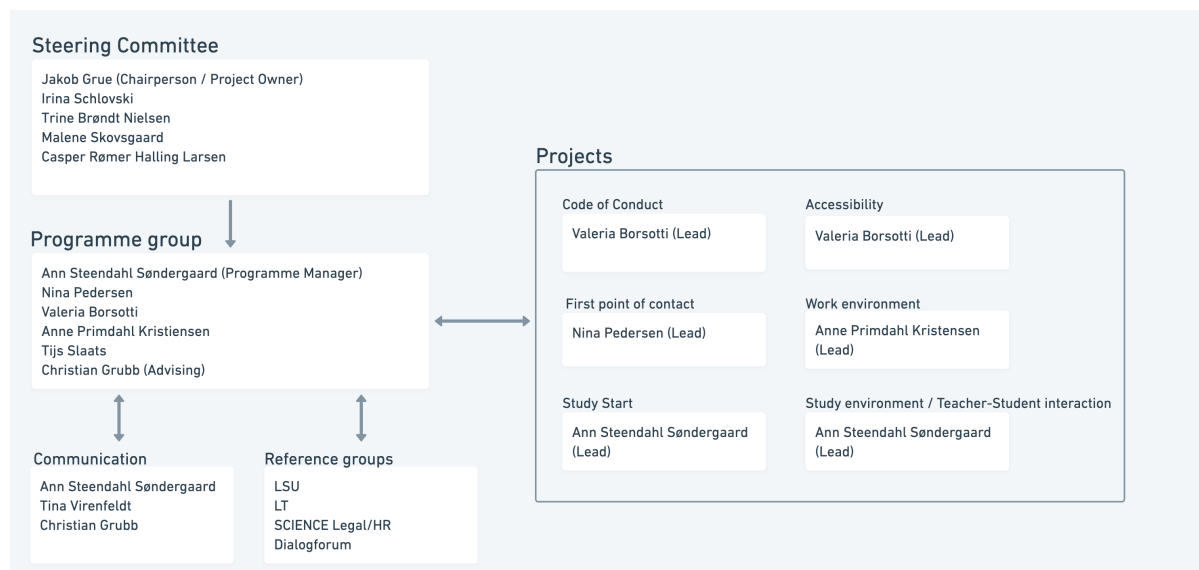 Steering Committee
Jakob Grue (Chairperson / Project Owner)
Irina Schlovski
Trine Brøndt Nielsen
Malene Skovsgaard
Casper Rømer Halling Larsen
Programme group
Ann Steendahl Søndergaard (Programme Manager)
Nina Pedersen
Valeria Borsotti
Anne Primdahl Kristiensen
Tijs Slaats
Christian Grubb (Advising)
Communication
Ann Steendahl Søndergaard
Tina Virenfeldt
Christian Grubb
Reference groups
LSU
LT
SCIENCE Legal/HR
Dialogforum
Projects
Code of Conduct
Valeria Borsotti (Lead)
Accessibility
Valeria Borsotti (Lead)
First point of contact
Nina Pedersen (Lead)
Work environment
Anne Primdahl Kristensen
(Lead)
Study Start
Ann Steendahl Søndergaard
(Lead)
Study environment / Teacher-Student interaction
Ann Steendahl Søndergaard
(Lead)